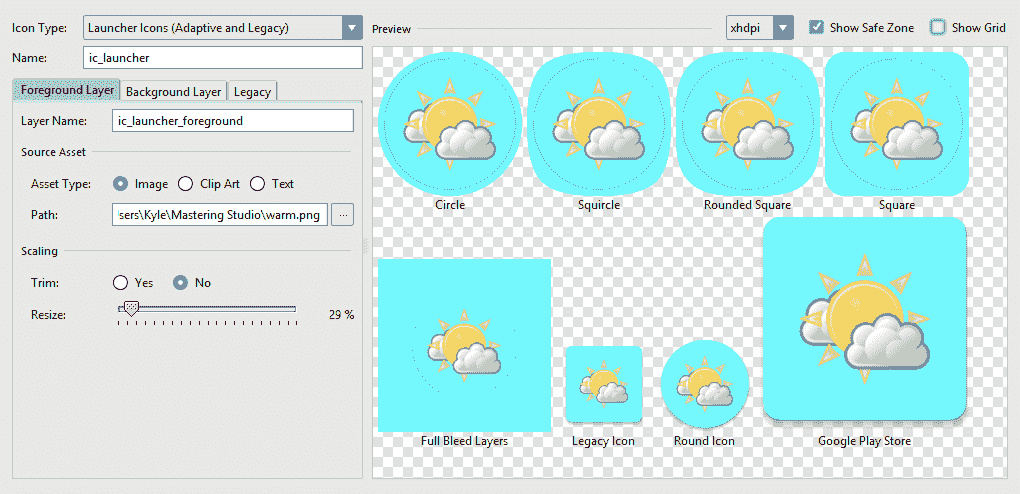 Icon Type: Launcher Icons (Adaptive and Legacy)
Name: ic_launcher
Foreground Layer Background Layer Legacy
Layer Name: ic_launcher_foreground
Source Asset
Asset Type: Image Clip Art Text
Path: sers\Kyle\Mastering Studio\warm.png ...
Scaling
Trim: Yes No
Resize: 29 %
Preview xhdpi Show Safe Zone Show Grid
Circle Squircle Rounded Square Square
Full Bleed Layers Legacy Icon Round Icon Google Play Store